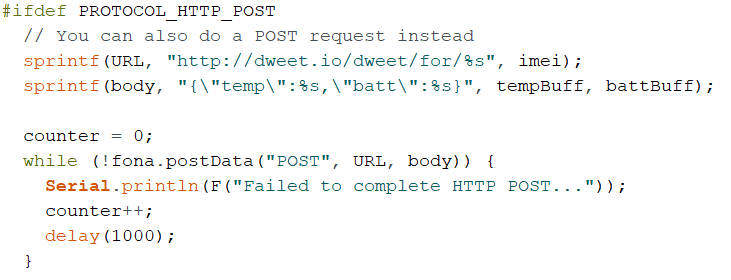 #ifdef PROTOCOL_HTTP_POST
  // You can also do a POST request instead
  sprintf(URL, "http://dweet.io/dweet/for/%s", imei);
  sprintf(body, "{\"temp\":%s,\"batt\":%s}", tempBuff, battBuff);

  counter = 0;
  while (!fona.postData("POST", URL, body)) {
    Serial.println(F("Failed to complete HTTP POST..."));
    counter++;
    delay(1000);
  }